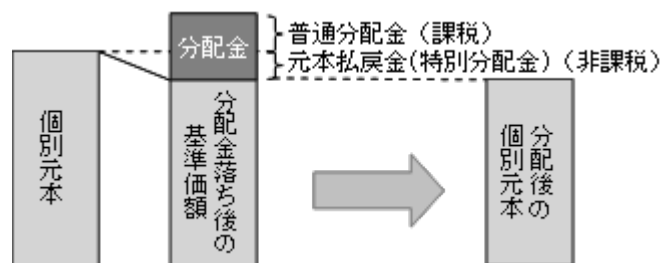 分配金
普通分配金（課税）
元本払戻金(特別分配金)（非課税）
個別元本
分配金落ち後の
基準価額
分配後の
個別元本